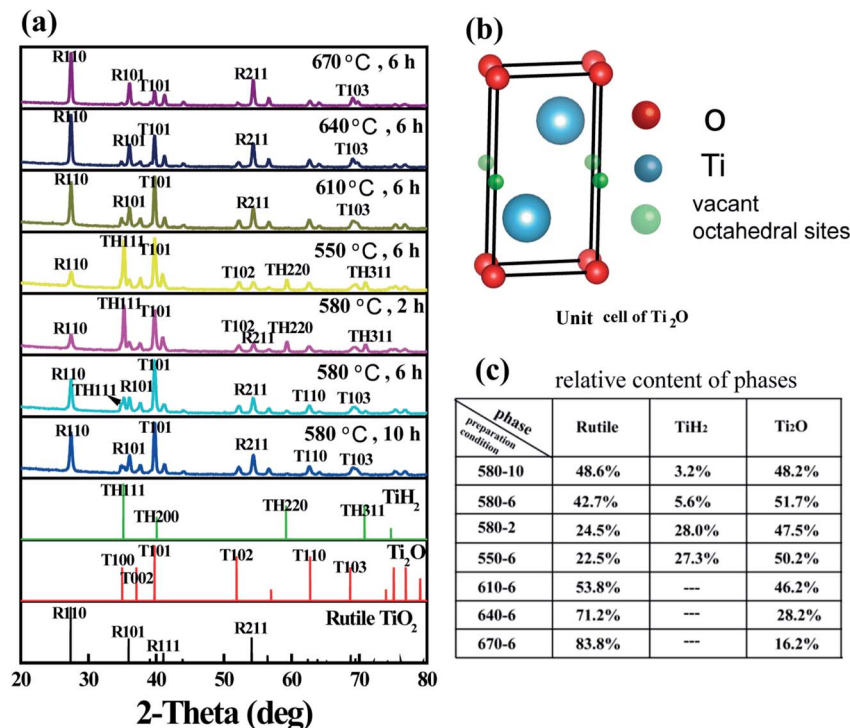 (a)
R110 R101 T101 R211 T103 670 °C , 6 h
R110 R101 T101 R211 T103 640 °C , 6 h
R110 R101 T101 R211 T103 610 °C , 6 h
R110 TH111 T101 T102 TH220 TH311 550 °C , 6 h
R110 TH111 T101 T102 R211 TH220 TH311 580 °C , 2 h
R110 TH111 R101 T101 R211 T110 T103 580 °C , 6 h
R110 R101 T101 R211 T110 T103 580 °C , 10 h
TH111 TH200 TH220 TH311 TiH2
T100 T002 T101 T102 T110 T103 Ti2O
R110 R101 R111 R211 Rutile TiO2
20 30 40 50 60 70 80
2-Theta (deg)
(b)
O
Ti
vacant
octahedral sites
Unit cell of Ti2O
(c) relative content of phases
phase
preparation
condition
Rutile TiH2 Ti2O
580-10 48.6% 3.2% 48.2%
580-6 42.7% 5.6% 51.7%
580-2 24.5% 28.0% 47.5%
550-6 22.5% 27.3% 50.2%
610-6 53.8% --- 46.2%
640-6 71.2% --- 28.2%
670-6 83.8% --- 16.2%